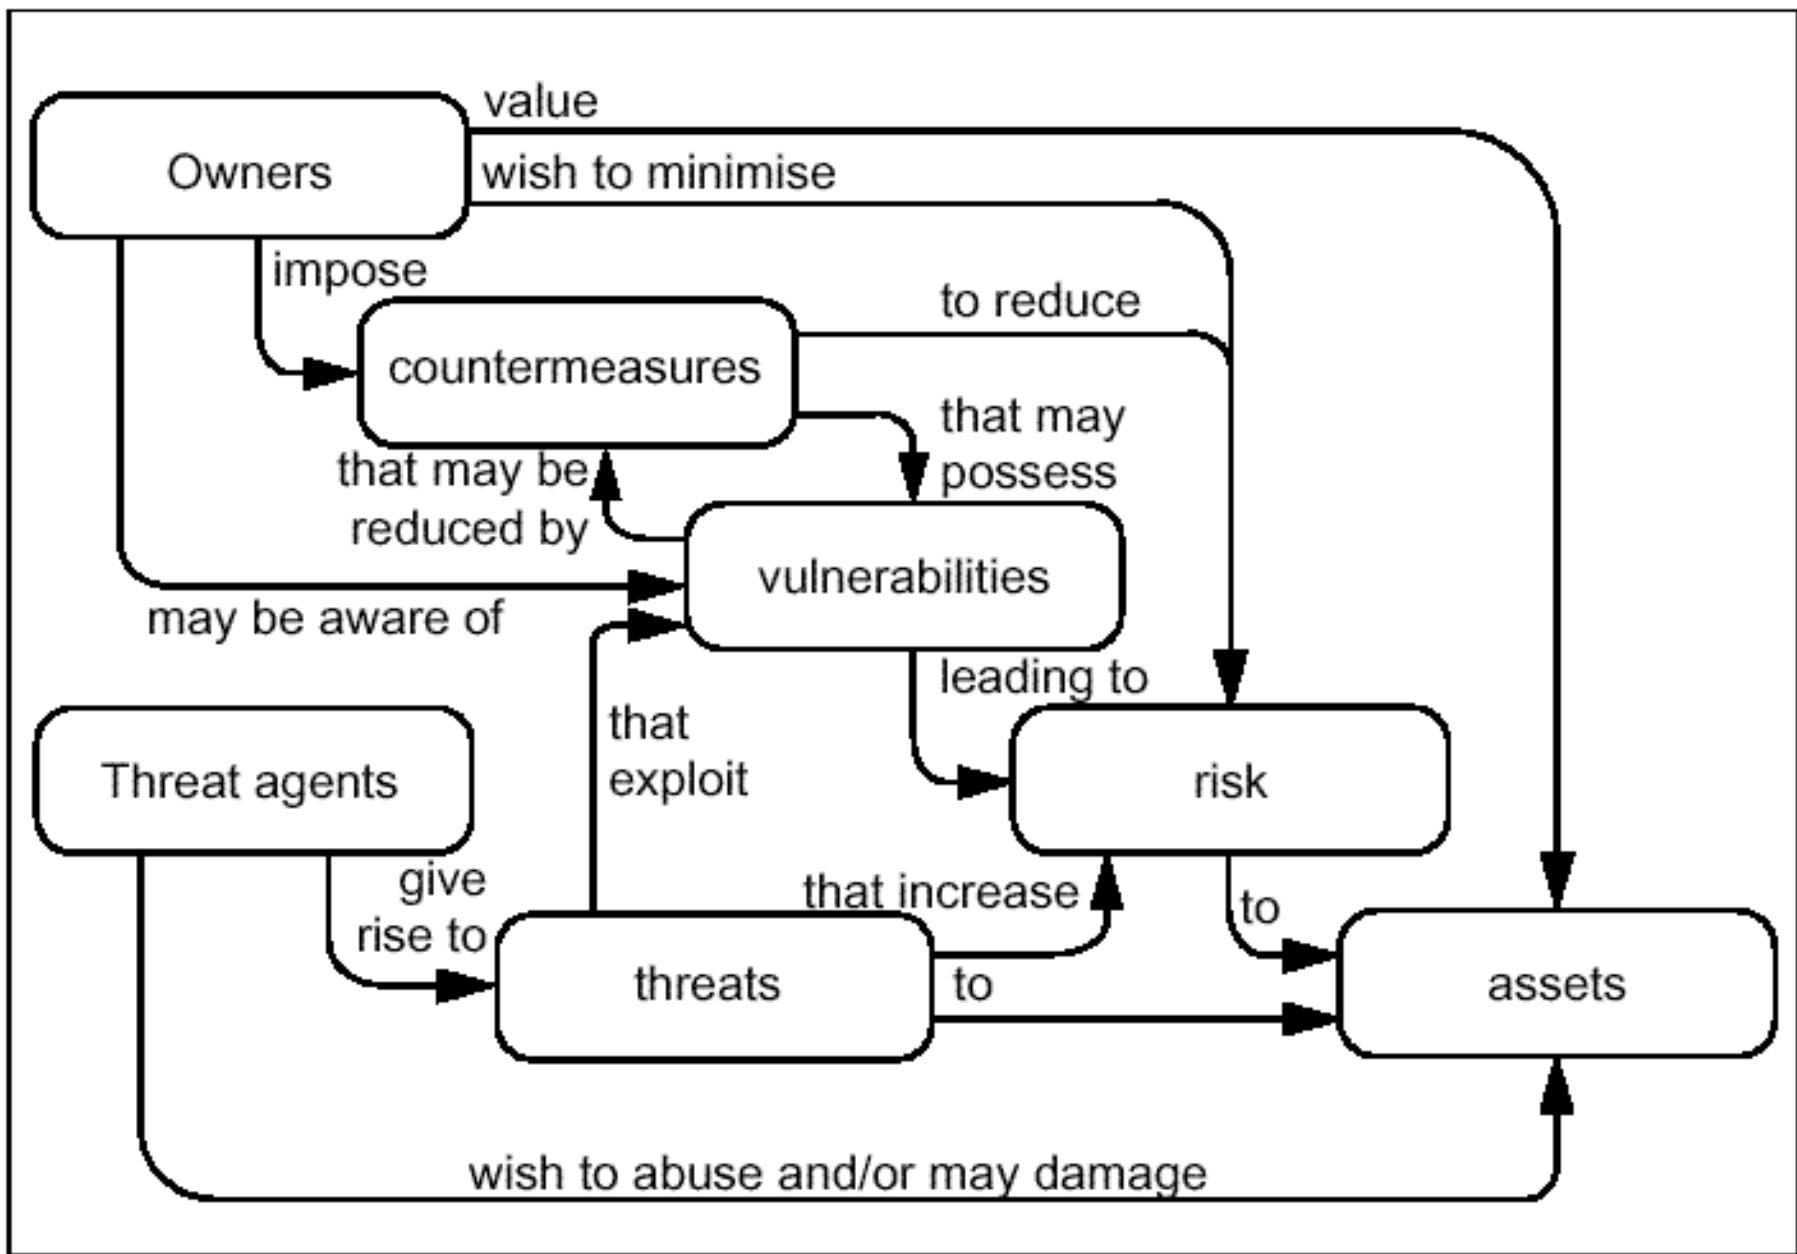 value
Owners
wish to minimise
impose
to reduce
countermeasures
that may
possess
that may be
reduced by
vulnerabilities
may be aware of
leading to
that
exploit
Threat agents
risk
give
rise to
that increase
to
threats
to
assets
wish to abuse and/or may damage